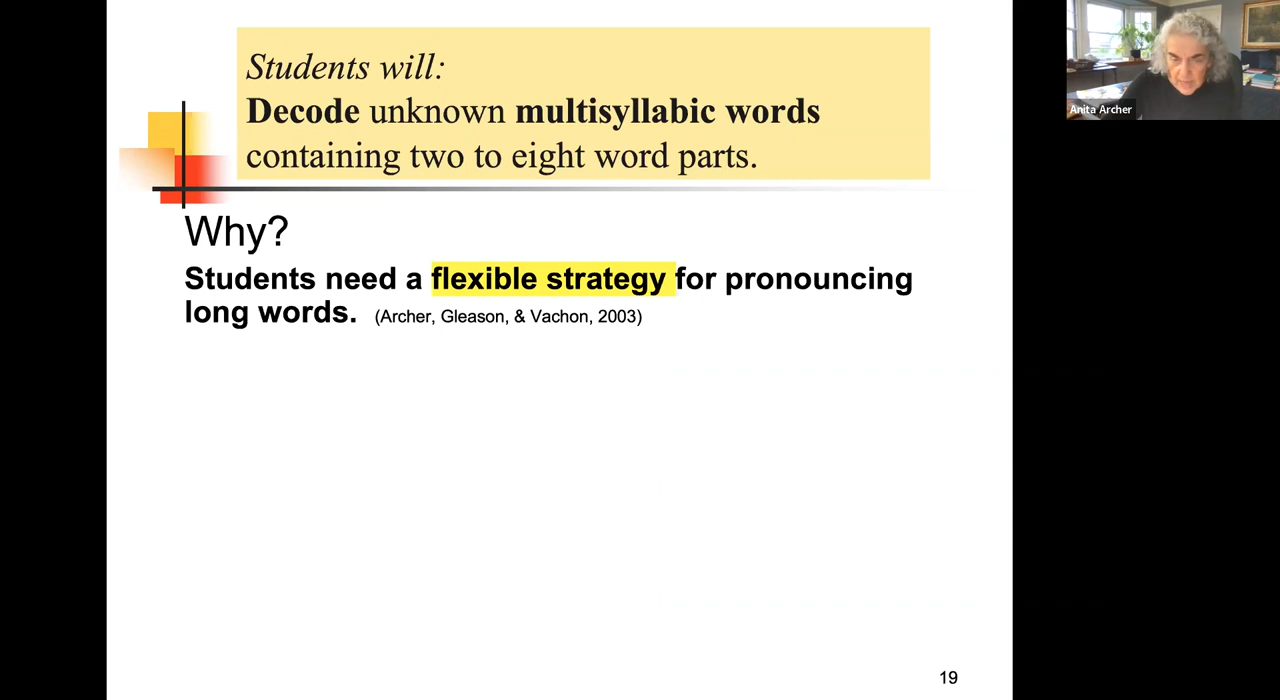 Students will:
Decode unknown multisyllabic words
containing two to eight word parts.
Anita Archer
Why?
Students need a flexible strategy for pronouncing
long words. (Archer, Gleason, & Vachon, 2003)
19